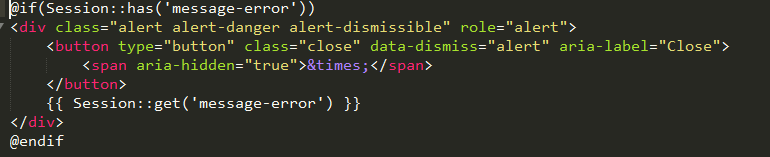 @if(Session::has('message-error'))
<div class="alert alert-danger alert-dismissible" role="alert">
    <button type="button" class="close" data-dismiss="alert" aria-label="Close">
        <span aria-hidden="true">&times;</span>
    </button>
    {{ Session::get('message-error') }}
</div>
@endif